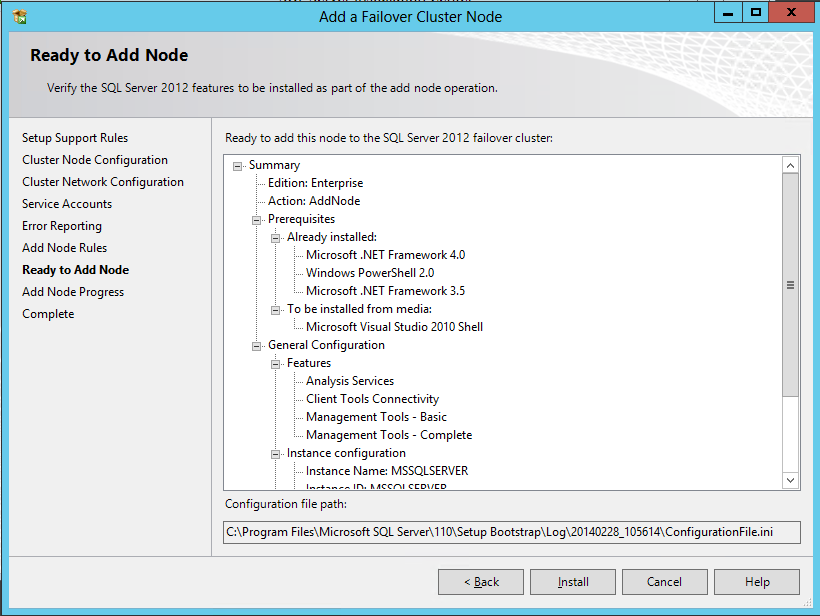 Add a Failover Cluster Node
Ready to Add Node
Verify the SQL Server 2012 features to be installed as part of the add node operation.
Setup Support Rules
Cluster Node Configuration
Cluster Network Configuration
Service Accounts
Error Reporting
Add Node Rules
Ready to Add Node
Add Node Progress
Complete
Ready to add this node to the SQL Server 2012 failover cluster:
Summary
Edition: Enterprise
Action: AddNode
Prerequisites
Already installed:
Microsoft .NET Framework 4.0
Windows PowerShell 2.0
Microsoft .NET Framework 3.5
To be installed from media:
Microsoft Visual Studio 2010 Shell
General Configuration
Features
Analysis Services
Client Tools Connectivity
Management Tools - Basic
Management Tools - Complete
Instance configuration
Instance Name: MSSQLSERVER
Instance ID: MSSQLSERVER
Configuration file path:
C:\Program Files\Microsoft SQL Server\110\Setup Bootstrap\Log\20140228_105614\ConfigurationFile.ini
< Back
Install
Cancel
Help